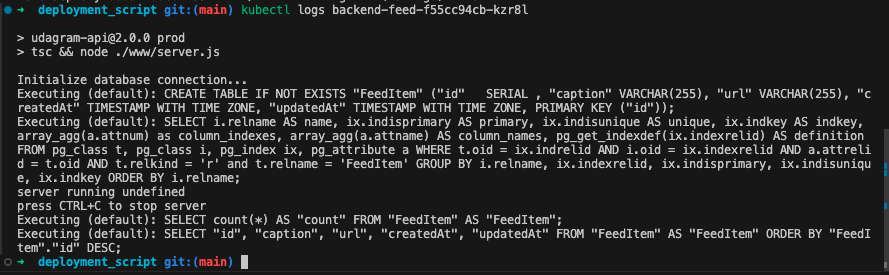 → deployment_script git:(main) kubectl logs backend-feed-f55cc94cb-kzr8l
> udagram-api@2.0.0 prod
> tsc && node ./www/server.js
Initialize database connection...
Executing (default): CREATE TABLE IF NOT EXISTS "FeedItem" ("id"   SERIAL , "caption" VARCHAR(255), "url" VARCHAR(255), "c
reatedAt" TIMESTAMP WITH TIME ZONE, "updatedAt" TIMESTAMP WITH TIME ZONE, PRIMARY KEY ("id"));
Executing (default): SELECT i.relname AS name, ix.indisprimary AS primary, ix.indisunique AS unique, ix.indkey AS indkey,
array_agg(a.attnum) as column_indexes, array_agg(a.attname) AS column_names, pg_get_indexdef(ix.indexrelid) AS definition
FROM pg_class t, pg_class i, pg_index ix, pg_attribute a WHERE t.oid = ix.indrelid AND i.oid = ix.indexrelid AND a.attreli
d = t.oid AND t.relkind = 'r' and t.relname = 'FeedItem' GROUP BY i.relname, ix.indexrelid, ix.indisprimary, ix.indisuniqu
e, ix.indkey ORDER BY i.relname;
server running undefined
press CTRL+C to stop server
Executing (default): SELECT count(*) AS "count" FROM "FeedItem" AS "FeedItem";
Executing (default): SELECT "id", "caption", "url", "createdAt", "updatedAt" FROM "FeedItem" AS "FeedItem" ORDER BY "FeedI
tem"."id" DESC;
→ deployment_script git:(main)